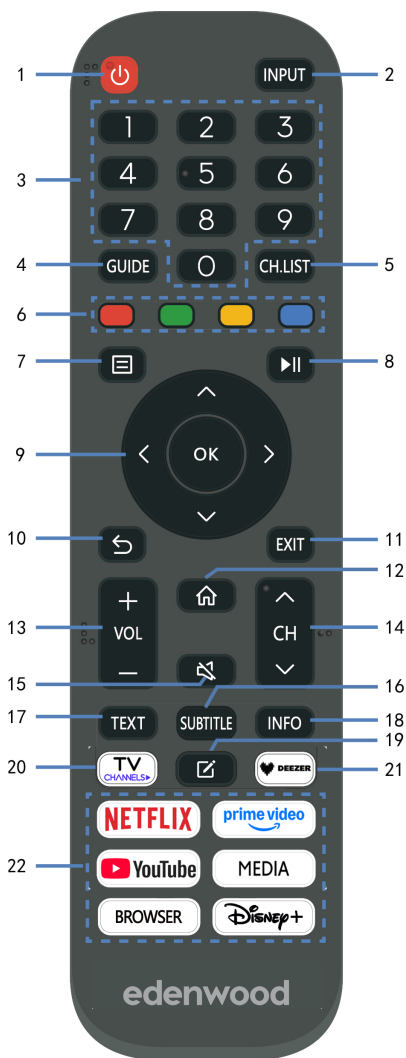 1
INPUT
2
1 2 3
3
4 5 6
7 8 9
4
GUIDE
0
CH.LIST
5
6
7
8
9
OK
10
EXIT
11
12
13
VOL
CH
14
15
16
17
TEXT
SUBTITLE
INFO
18
19
20
TV
CHANNELS
DEEZER
21
NETFLIX
prime video
22
YouTube
MEDIA
BROWSER
Disney+
edenwood